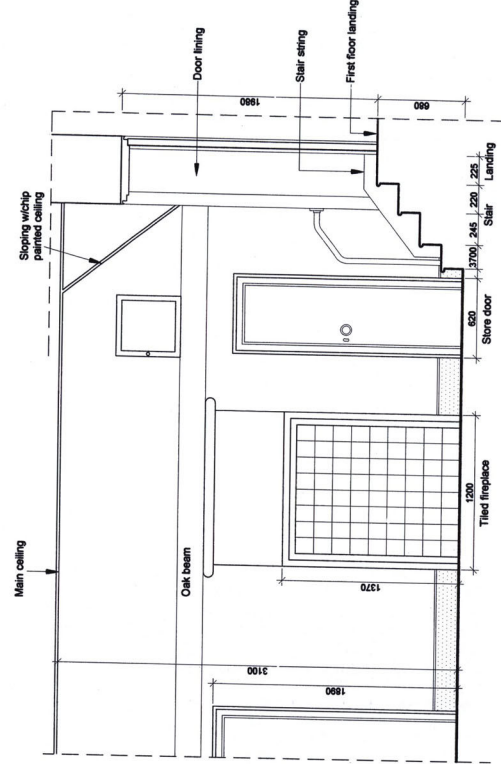 Main ceiling
Sloping w/chip
painted ceiling
Door lining
Stair string
First floor landing
1980
680
Oak beam
3100
1890
1370
1200
Tiled fireplace
620
Store door
3700
245
220
Stair
225
Landing